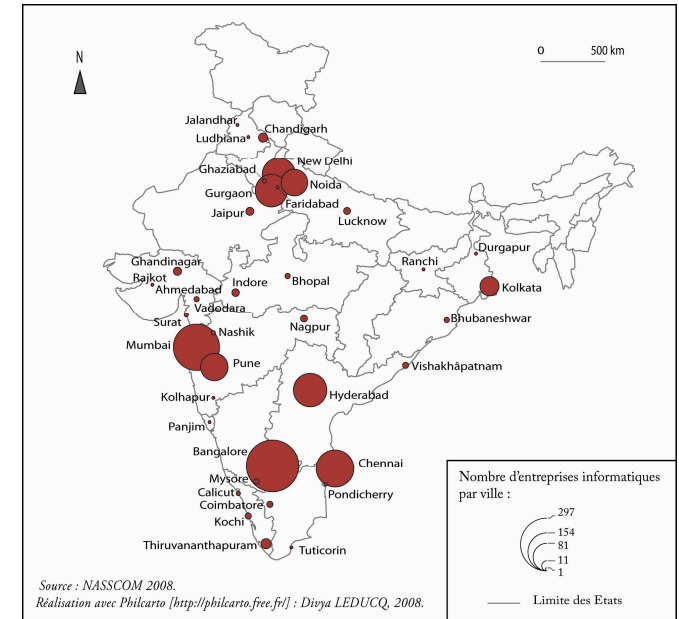 N
0 500 km
Jalandhar
Ludhiana
Chandigarh
Ghaziabad
New Delhi
Gurgaon
Noida
Faridabad
Jaipur
Lucknow
Ghandinagar
Rajkot
Ahmedabad
Indore
Bhopal
Ranchi
Durgapur
Kolkata
Vadodara
Surat
Nashik
Nagpur
Bhubaneshwar
Mumbai
Pune
Vishakhâpatnam
Kolhapur
Hyderabad
Panjim
Bangalore
Chennai
Mysore
Pondicherry
Calicut
Coimbatore
Kochi
Thiruvananthapuram
Tuticorin
Nombre d'entreprises informatiques
par ville :
297
154
81
11
1
Limite des Etats
Source : NASSCOM 2008.
Réalisation avec Philcarto [http://philcarto.free.fr/] : Divya LEDUCQ, 2008.